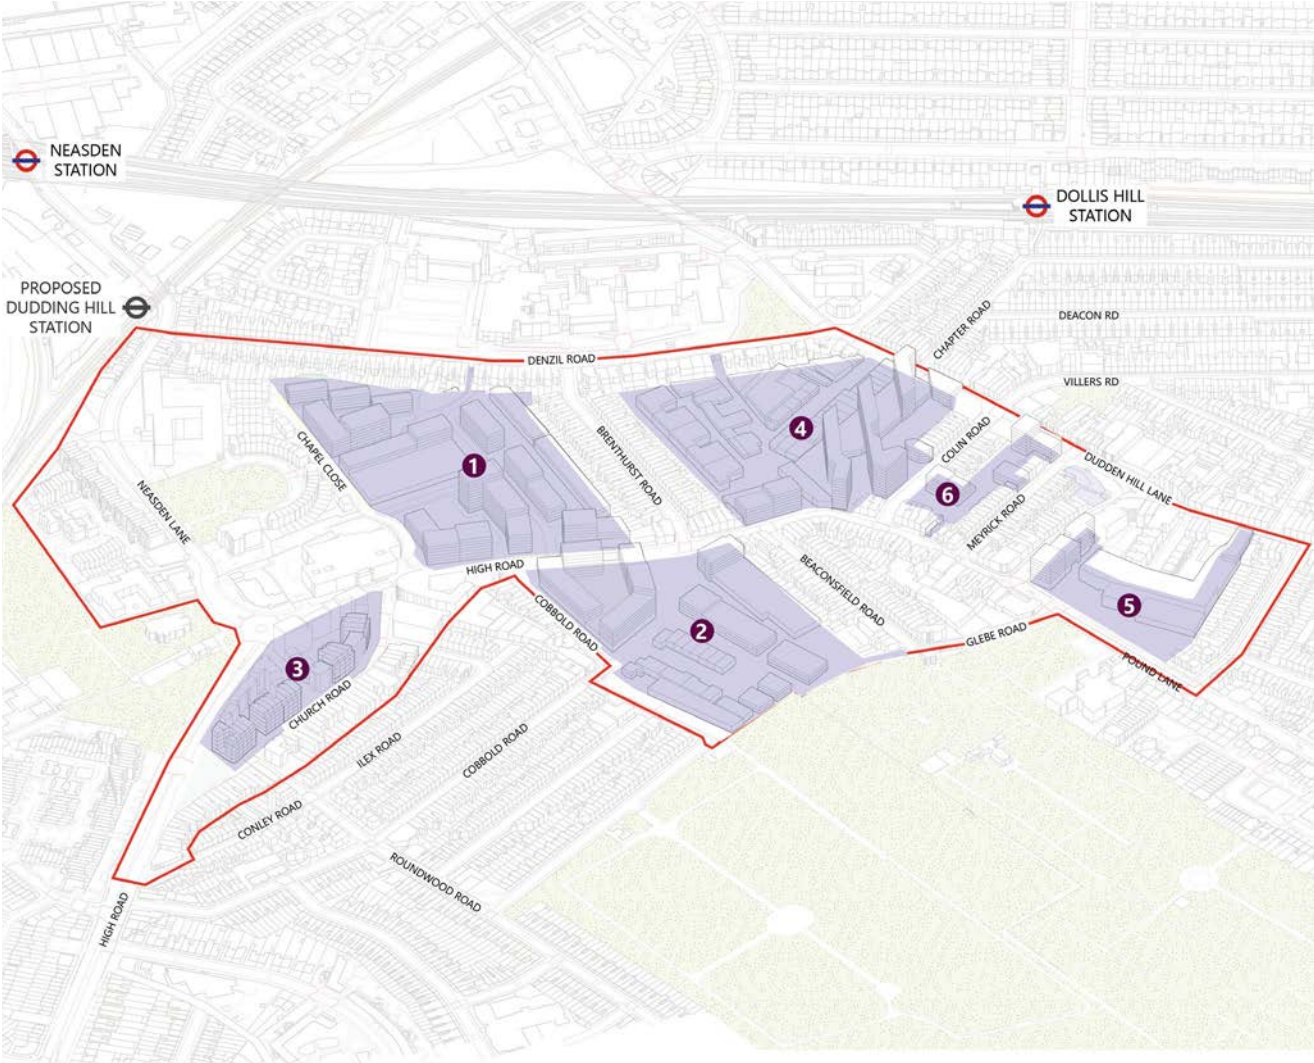 NEASDEN
STATION
DOLLIS HILL
STATION
PROPOSED
DUDDING HILL
STATION
DEACON RD
CHAPTER ROAD
DENZIL ROAD
VILLERS RD
4
COLIN ROAD
CHAPEL CLOSE
BRENTHURST ROAD
1
DUDDEN HILL LANE
6
NEASDEN LANE
MEYRICK ROAD
HIGH ROAD
BEACONSFIELD ROAD
COBBOLD ROAD
5
2
GLEBE ROAD
3
POUND LANE
CHURCH ROAD
ILEX ROAD
COBBOLD ROAD
CONLEY ROAD
ROUNDWOOD ROAD
HIGH ROAD